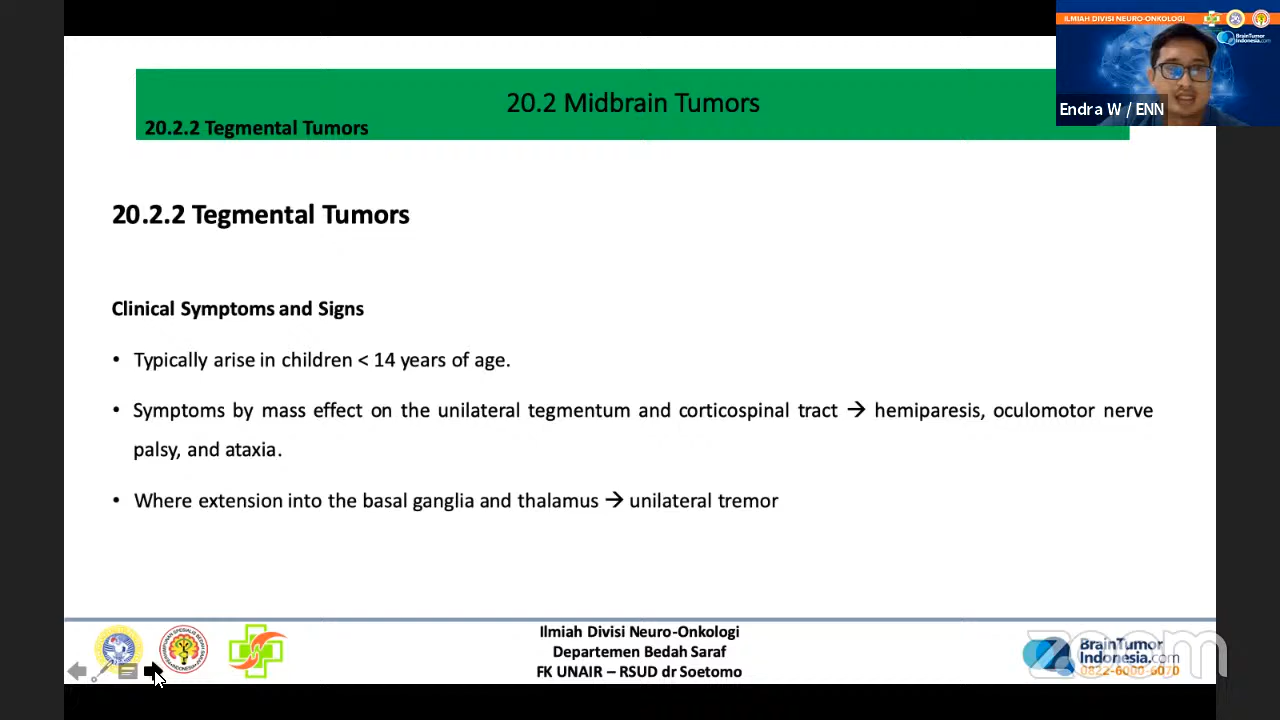 20.2 Midbrain Tumors
20.2.2 Tegmental Tumors
ILMIAH DIVISI NEURO-ONKOLOGI
BrainTumor
Indonesia.com
Endra W / ENN
20.2.2 Tegmental Tumors
Clinical Symptoms and Signs
• Typically arise in children < 14 years of age.
• Symptoms by mass effect on the unilateral tegmentum and corticospinal tract → hemiparesis, oculomotor nerve
palsy, and ataxia.
• Where extension into the basal ganglia and thalamus → unilateral tremor
Ilmiah Divisi Neuro-Onkologi
Departemen Bedah Saraf
FK UNAIR – RSUD dr Soetomo
BrainTumor
Indonesia.com
0822-6000-6070
zoom